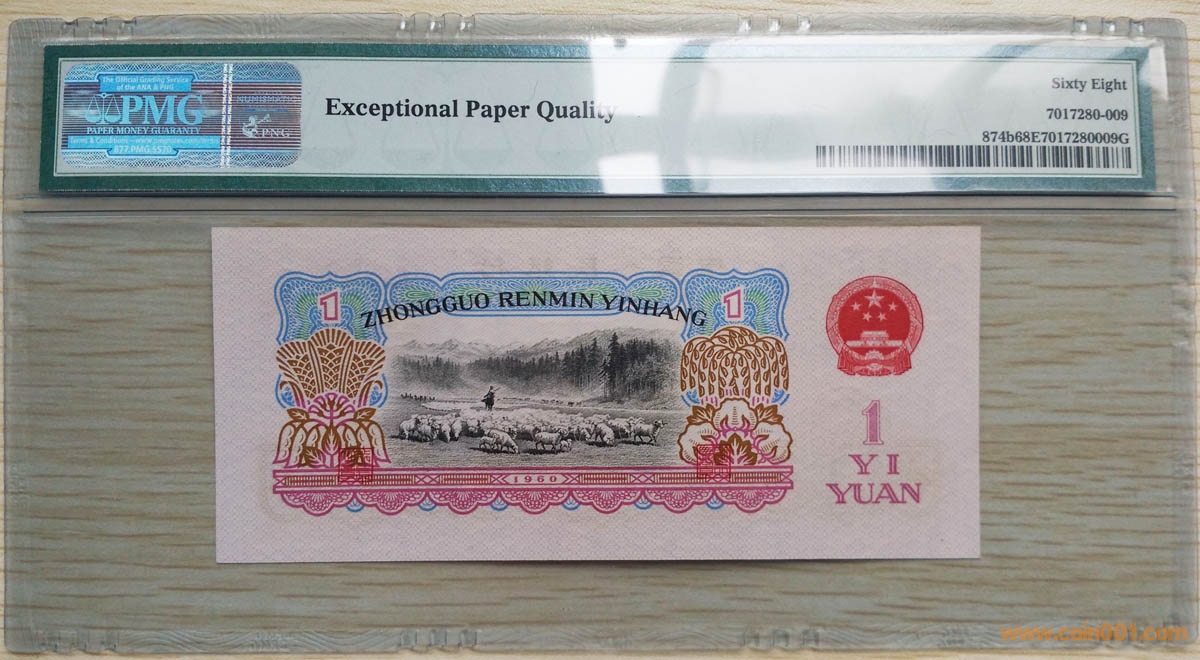 The Official Grading Service
of the ANA & PNG
PMG
PAPER MONEY GUARANTY
877.PMG.5570
PNG
Exceptional Paper Quality
Sixty Eight
7017280-009
874b68E7017280009G
1
ZHONGGUO RENMIN YINHANG
1
1960
1
YI
YUAN
www.coin001.com